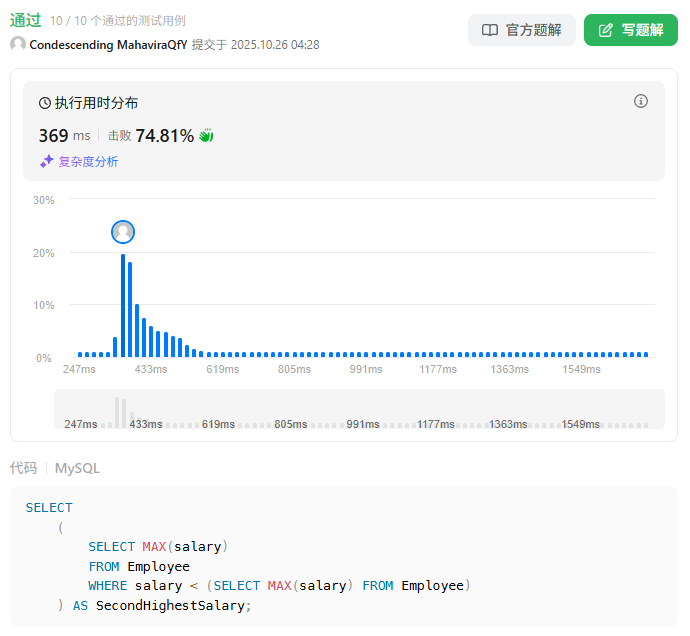 通过 10 / 10 个通过的测试用例
Condescending MahaviraQfY 提交于 2025.10.26 04:28
官方题解
写题解
执行用时分布
369 ms 击败 74.81%
复杂度分析
30%
20%
10%
0%
247ms 433ms 619ms 805ms 991ms 1177ms 1363ms 1549ms
247ms 433ms 619ms 805ms 991ms 1177ms 1363ms 1549ms
代码 MySQL
SELECT
(
SELECT MAX(salary)
FROM Employee
WHERE salary < (SELECT MAX(salary) FROM Employee)
) AS SecondHighestSalary;